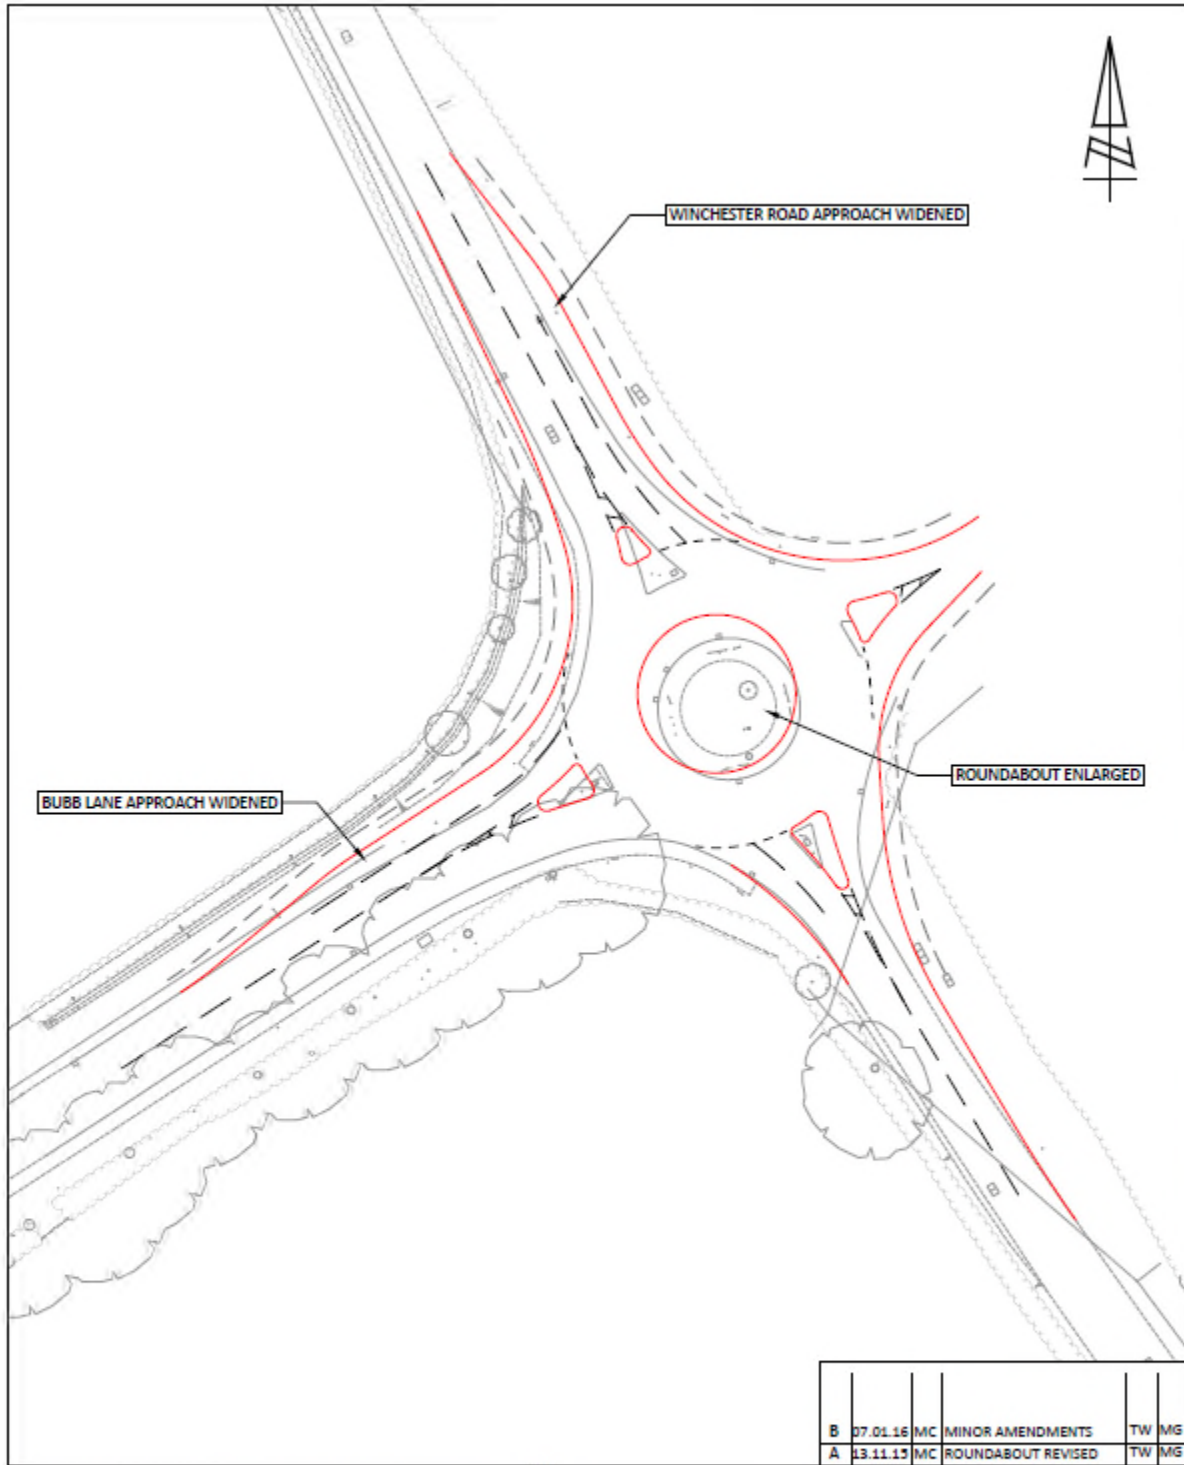 WINCHESTER ROAD APPROACH WIDENED
ROUNDABOUT ENLARGED
BUBB LANE APPROACH WIDENED
B 07.01.16 MC MINOR AMENDMENTS TW MG
A 13.11.15 MC ROUNDABOUT REVISED TW MG